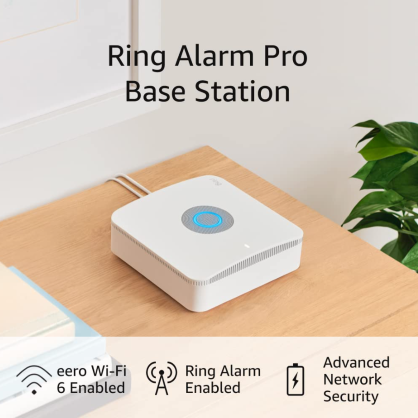 Ring Alarm Pro
Base Station
eero Wi-Fi
6 Enabled
Ring Alarm
Enabled
Advanced
Network
Security